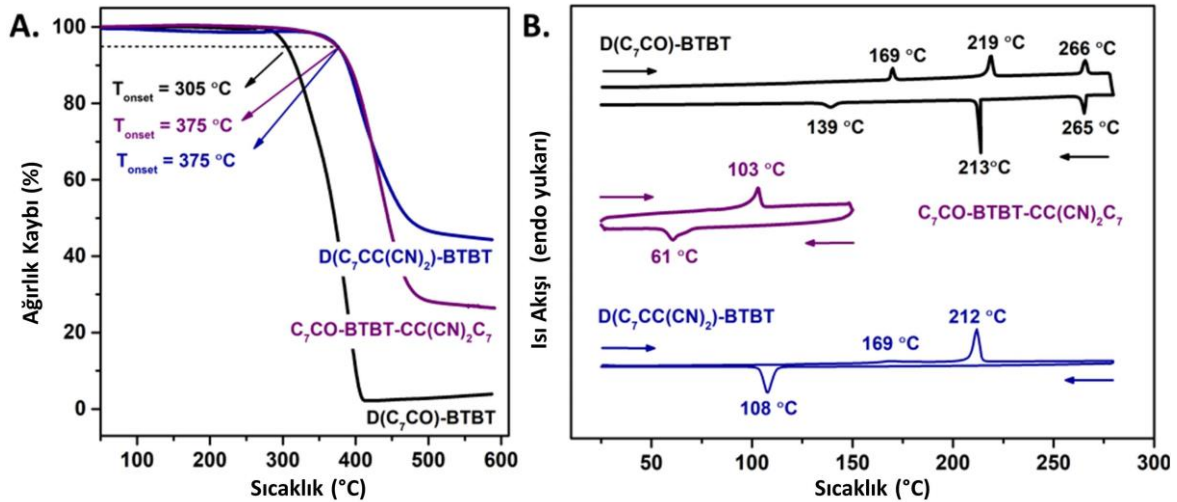 A.
Ağırlık Kaybı (%)
100
80
60
40
20
0
T_onset = 305 °C
T_onset = 375 °C
T_onset = 375 °C
D(C₇CC(CN)₂)-BTBT
C₇CO-BTBT-CC(CN)₂C₇
D(C₇CO)-BTBT
100 200 300 400 500 600
Sıcaklık (°C)
B.
Isı Akışı (endo yukarı)
D(C₇CO)-BTBT
169 °C
219 °C
266 °C
139 °C
213°C
265 °C
103 °C
C₇CO-BTBT-CC(CN)₂C₇
61 °C
D(C₇CC(CN)₂)-BTBT
169 °C
212 °C
108 °C
50 100 150 200 250 300
Sıcaklık (°C)